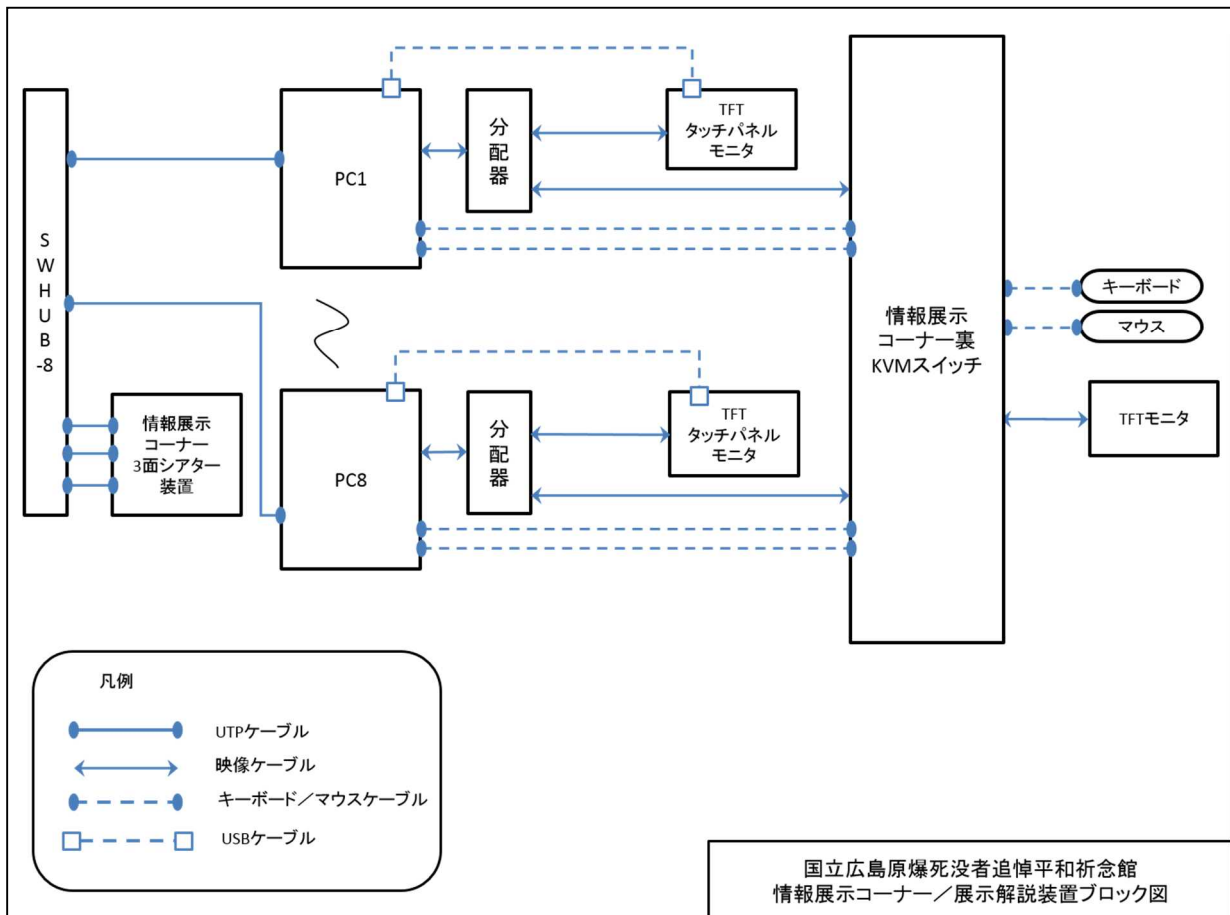 S
W
H
U
B
-8
PC1
分
配
器
TFT
タッチパネル
モニタ
情報展示
コーナー
3面シアター
装置
PC8
分
配
器
TFT
タッチパネル
モニタ
情報展示
コーナー裏
KVMスイッチ
キーボード
マウス
TFTモニタ
凡例
UTPケーブル
映像ケーブル
キーボード／マウスケーブル
USBケーブル
国立広島原爆死没者追悼平和祈念館
情報展示コーナー／展示解説装置ブロック図